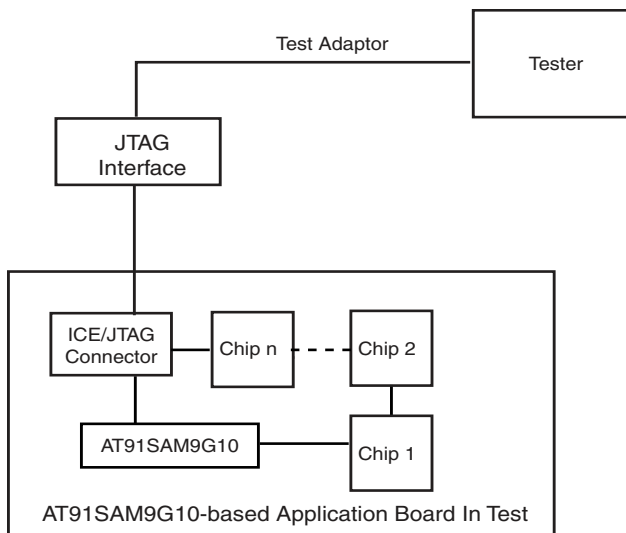 Test Adaptor
Tester
JTAG
Interface
ICE/JTAG
Connector
Chip n
Chip 2
AT91SAM9G10
Chip 1
AT91SAM9G10-based Application Board In Test